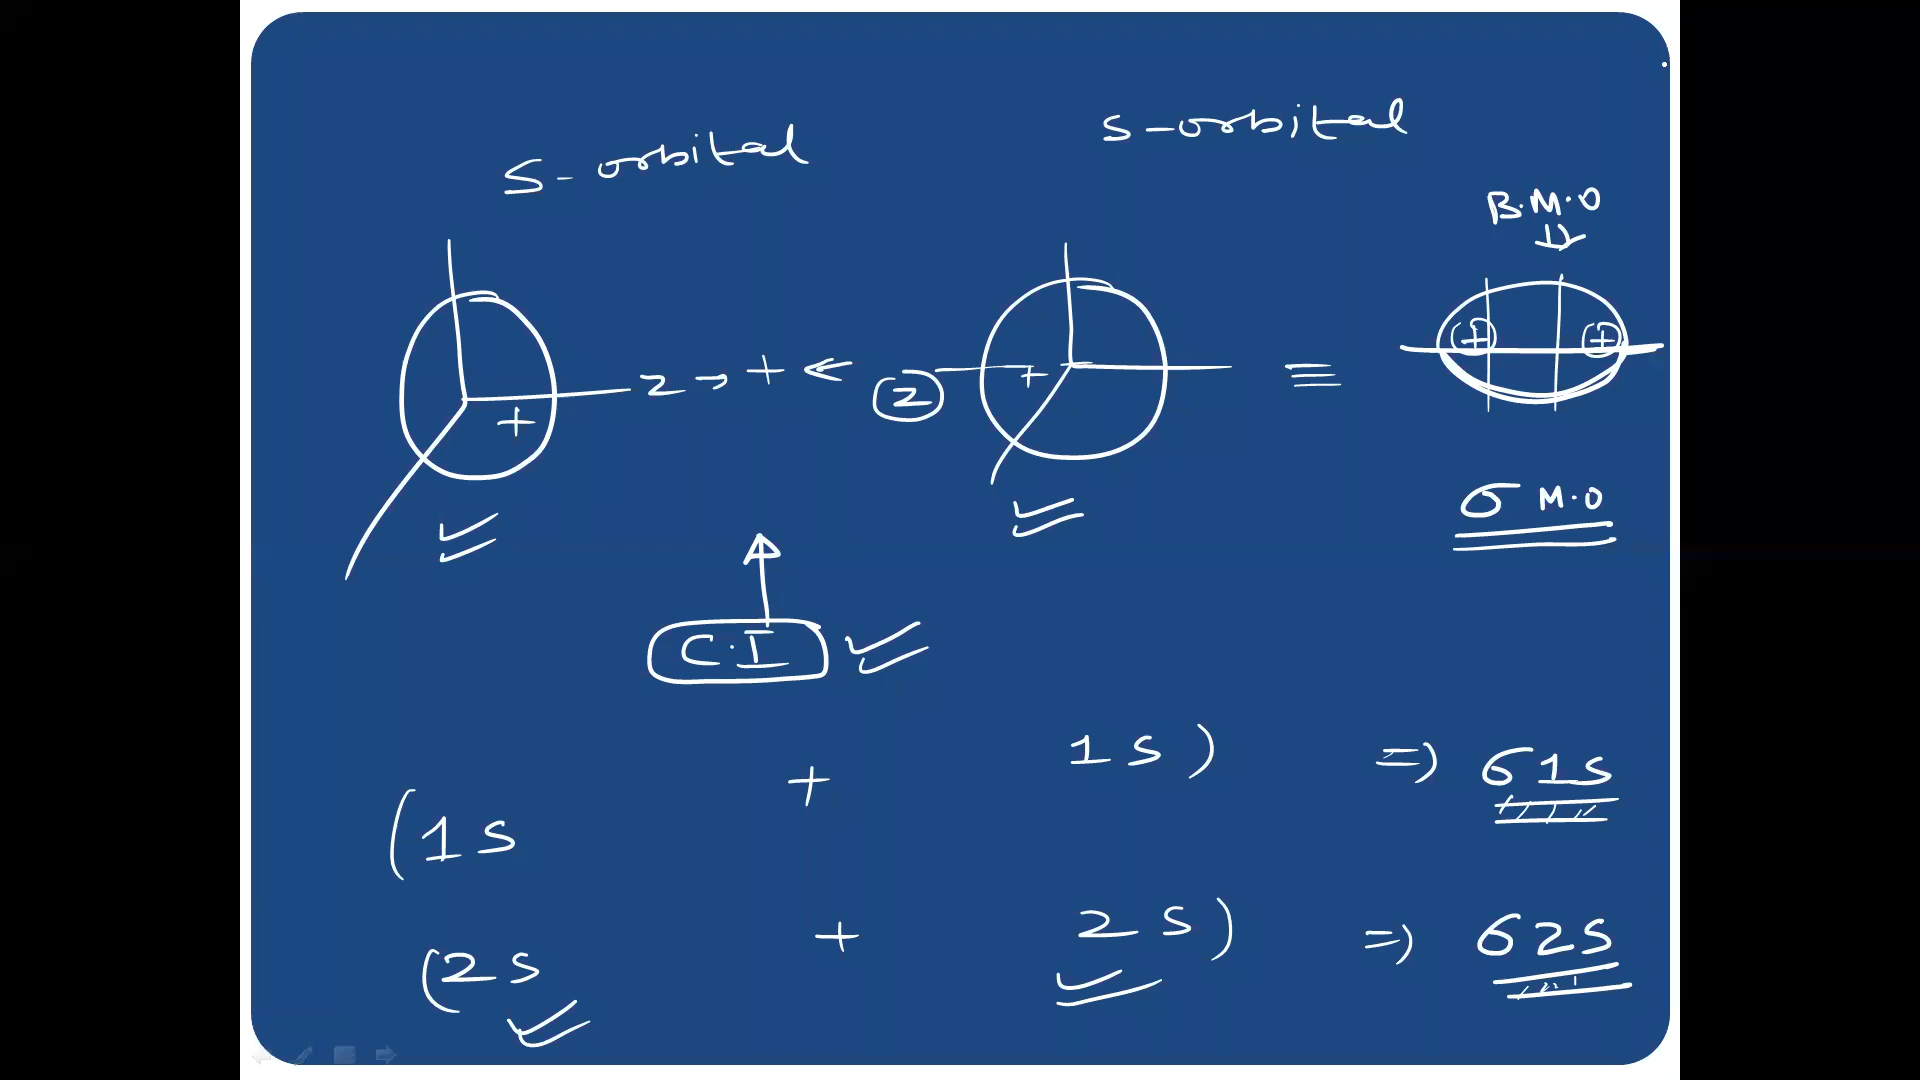 s-orbital s-orbital
B.M.O
+ z → + ← z + ≡ + +
σ M.O
C.I
(1s + 1s) ⇒ σ1s
(2s + 2s) ⇒ σ2s